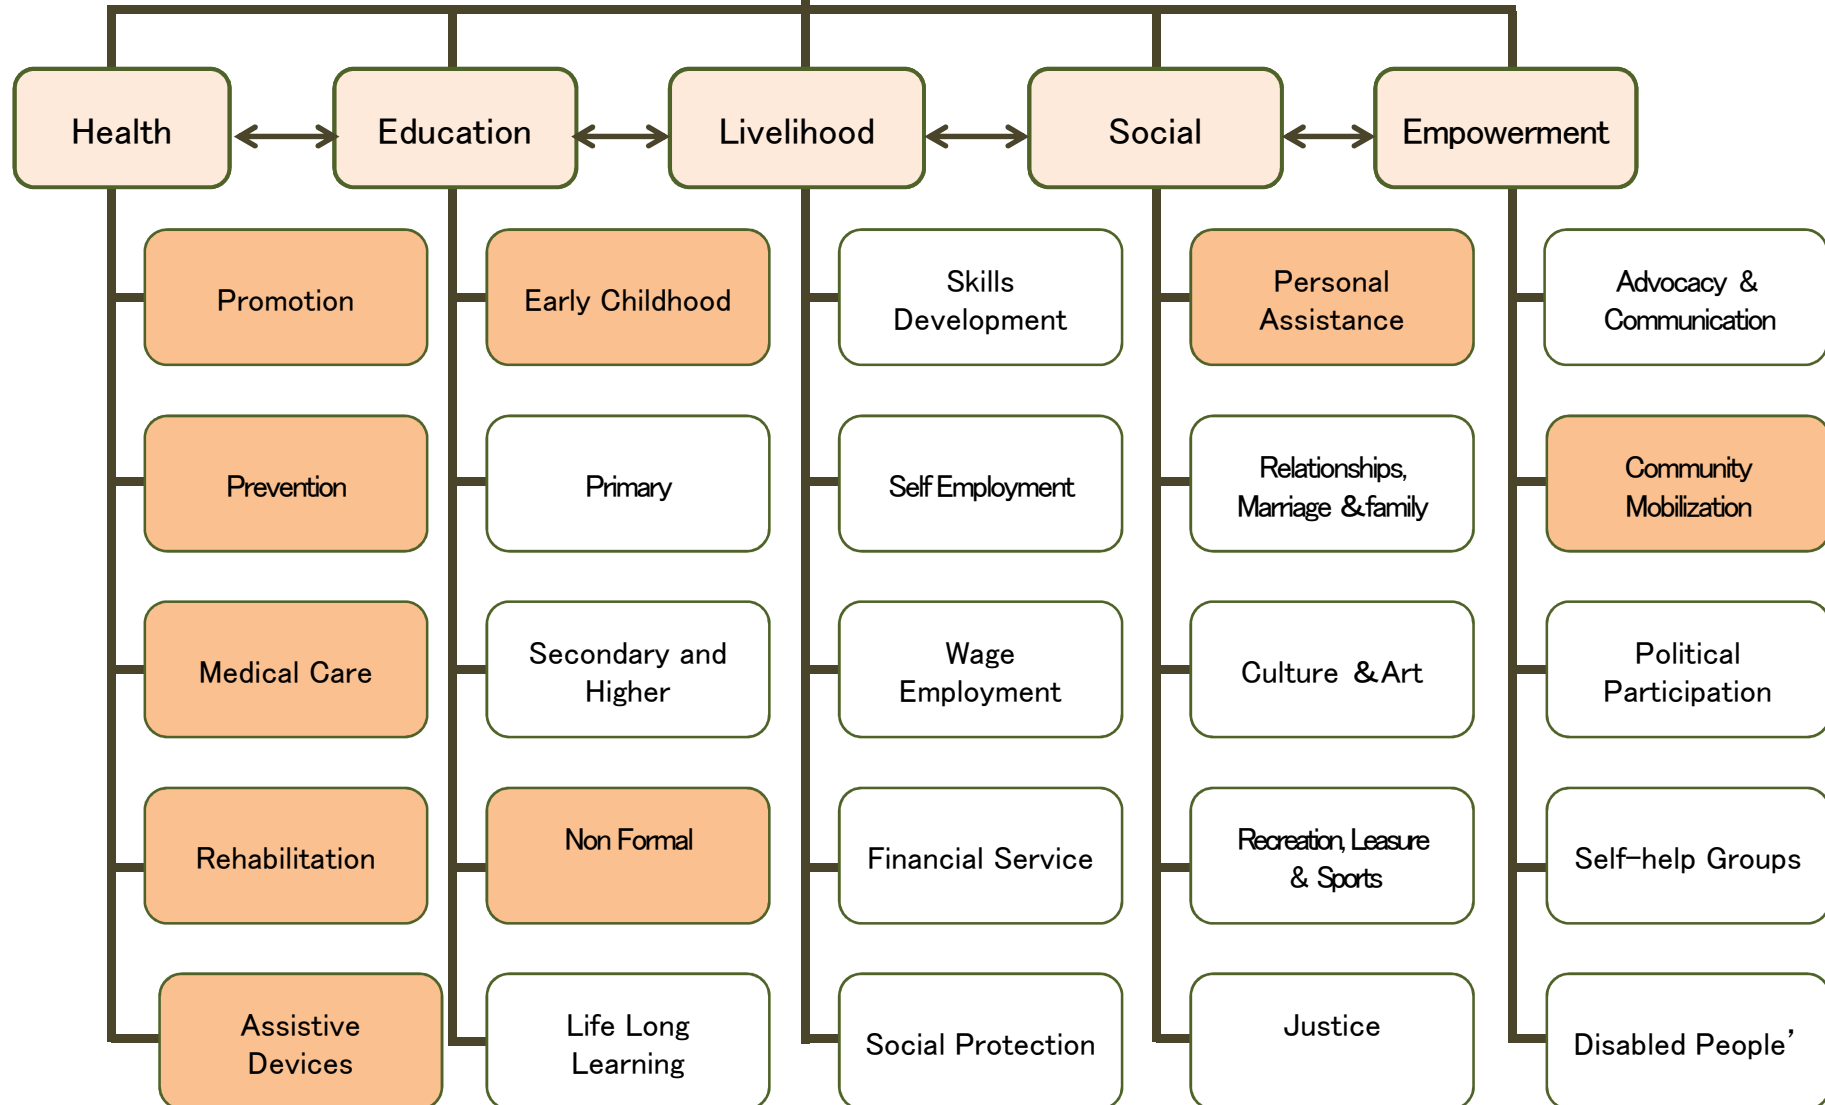 Health
Education
Livelihood
Social
Empowerment
Promotion
Early Childhood
Skills
Development
Personal
Assistance
Advocacy &
Communication
Prevention
Primary
Self Employment
Relationships,
Marriage &family
Community
Mobilization
Medical Care
Secondary and
Higher
Wage
Employment
Culture &Art
Political
Participation
Rehabilitation
Non Formal
Financial Service
Recreation, Leasure
& Sports
Self-help Groups
Assistive
Devices
Life Long
Learning
Social Protection
Justice
Disabled People’